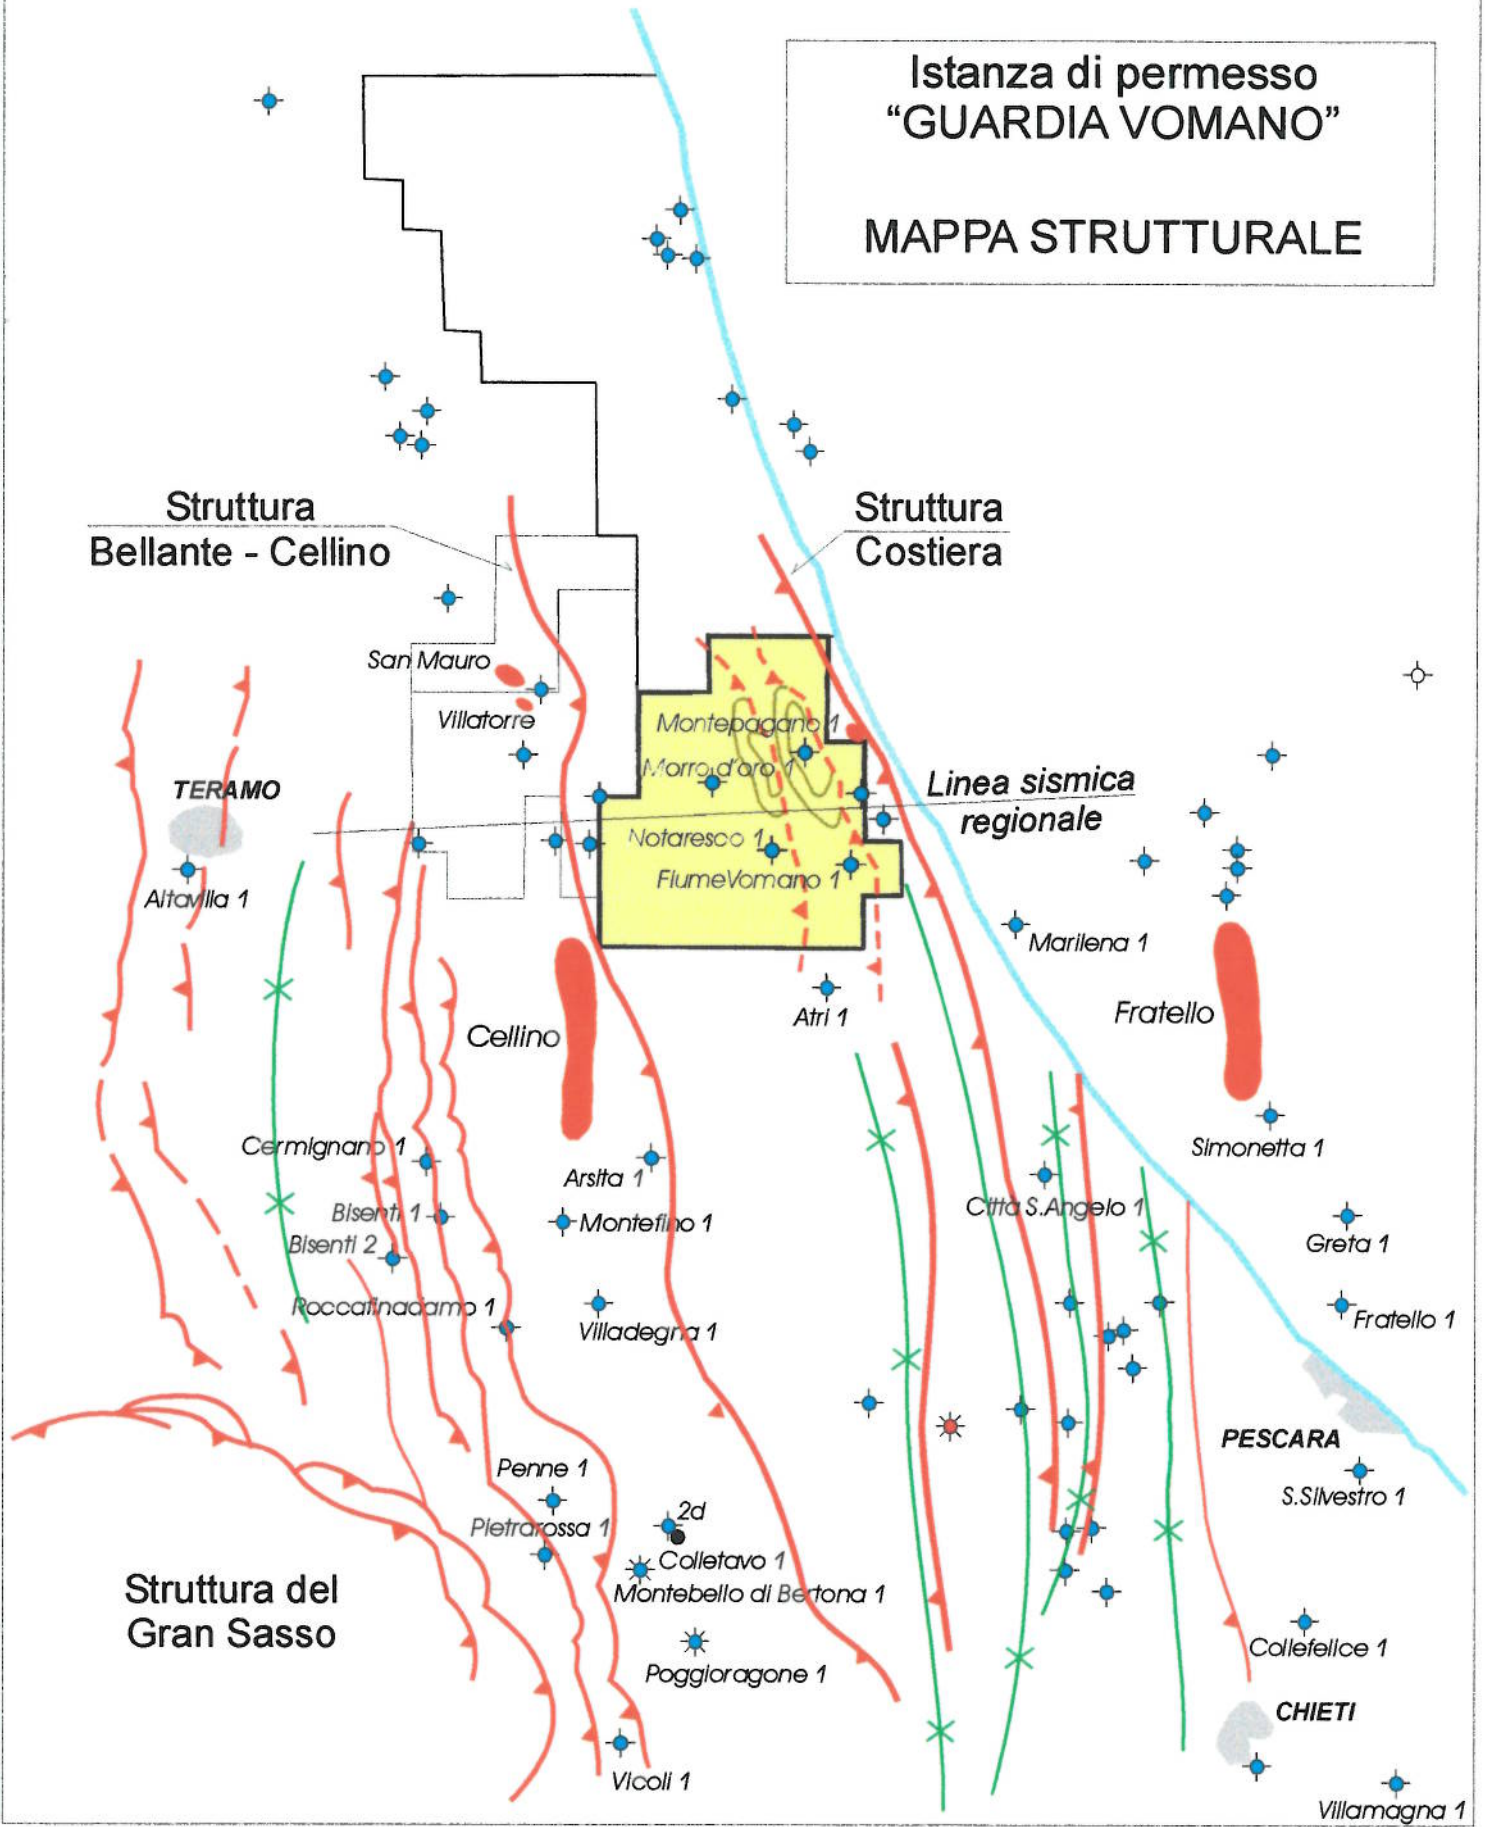 Istanza di permesso
“GUARDIA VOMANO”
MAPPA STRUTTURALE
Struttura
Bellante - Cellino
Struttura
Costiera
San Mauro
Villatorre
Montepagano 1
Morro d'oro 1
Linea sismica
regionale
TERAMO
Notaresco 1
FiumeVomano 1
Altavilla 1
Marilena 1
Atri 1
Fratello
Cellino
Cermignano 1
Simonetta 1
Arsita 1
Bisenti 1
Montefino 1
Città S.Angelo 1
Bisenti 2
Greta 1
Roccafinadamo 1
Villadegna 1
Fratello 1
PESCARA
Penne 1
S.Silvestro 1
2d
Pietrarossa 1
Colletavo 1
Montebello di Bertona 1
Struttura del
Gran Sasso
Collefelice 1
Poggioragone 1
CHIETI
Vicoli 1
Villamagna 1